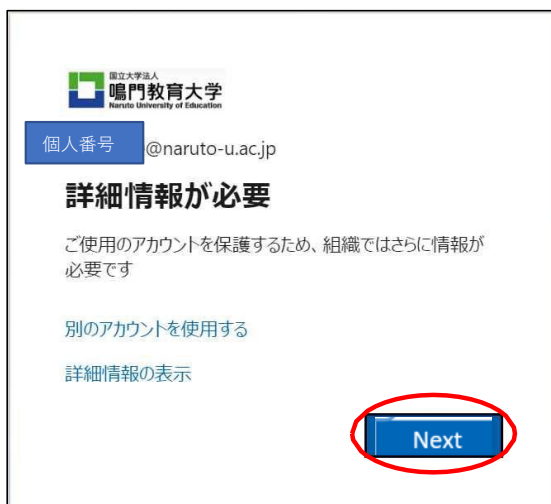 国立大学法人
鳴門教育大学
Naruto University of Education
個人番号
@naruto-u.ac.jp
詳細情報が必要
ご使用のアカウントを保護するため、組織ではさらに情報が
必要です
別のアカウントを使用する
詳細情報の表示
Next